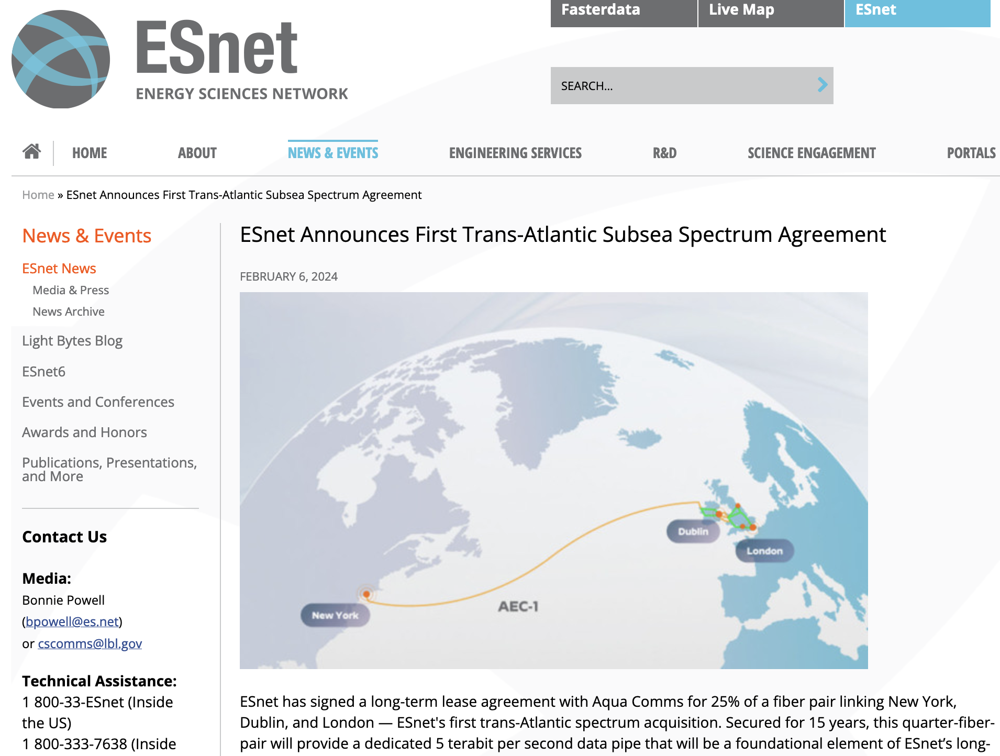 Fasterdata
Live Map
ESnet
ESnet
ENERGY SCIENCES NETWORK
SEARCH...
HOME
ABOUT
NEWS & EVENTS
ENGINEERING SERVICES
R&D
SCIENCE ENGAGEMENT
PORTALS
Home » ESnet Announces First Trans-Atlantic Subsea Spectrum Agreement
News & Events
ESnet News
Media & Press
News Archive
Light Bytes Blog
ESnet6
Events and Conferences
Awards and Honors
Publications, Presentations,
and More
Contact Us
Media:
Bonnie Powell
(bpowell@es.net)
or cscomms@lbl.gov
Technical Assistance:
1 800-33-ESnet (Inside
the US)
1 800-333-7638 (Inside
ESnet Announces First Trans-Atlantic Subsea Spectrum Agreement
FEBRUARY 6, 2024
Dublin
London
AEC-1
New York
ESnet has signed a long-term lease agreement with Aqua Comms for 25% of a fiber pair linking New York,
Dublin, and London — ESnet's first trans-Atlantic spectrum acquisition. Secured for 15 years, this quarter-fiber-
pair will provide a dedicated 5 terabit per second data pipe that will be a foundational element of ESnet’s long-